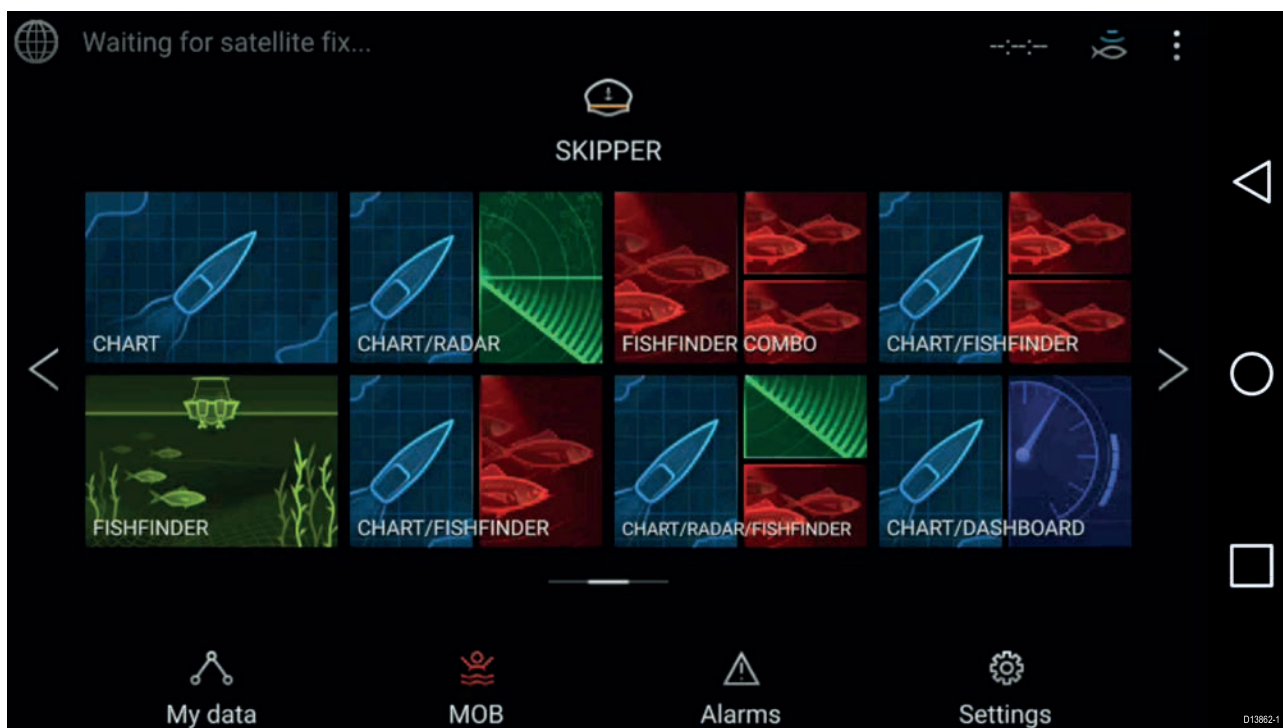 Waiting for satellite fix...
--:--:--
SKIPPER
CHART
CHART/RADAR
FISHFINDER COMBO
CHART/FISHFINDER
FISHFINDER
CHART/FISHFINDER
CHART/RADAR/FISHFINDER
CHART/DASHBOARD
My data
MOB
Alarms
Settings
D13862-1